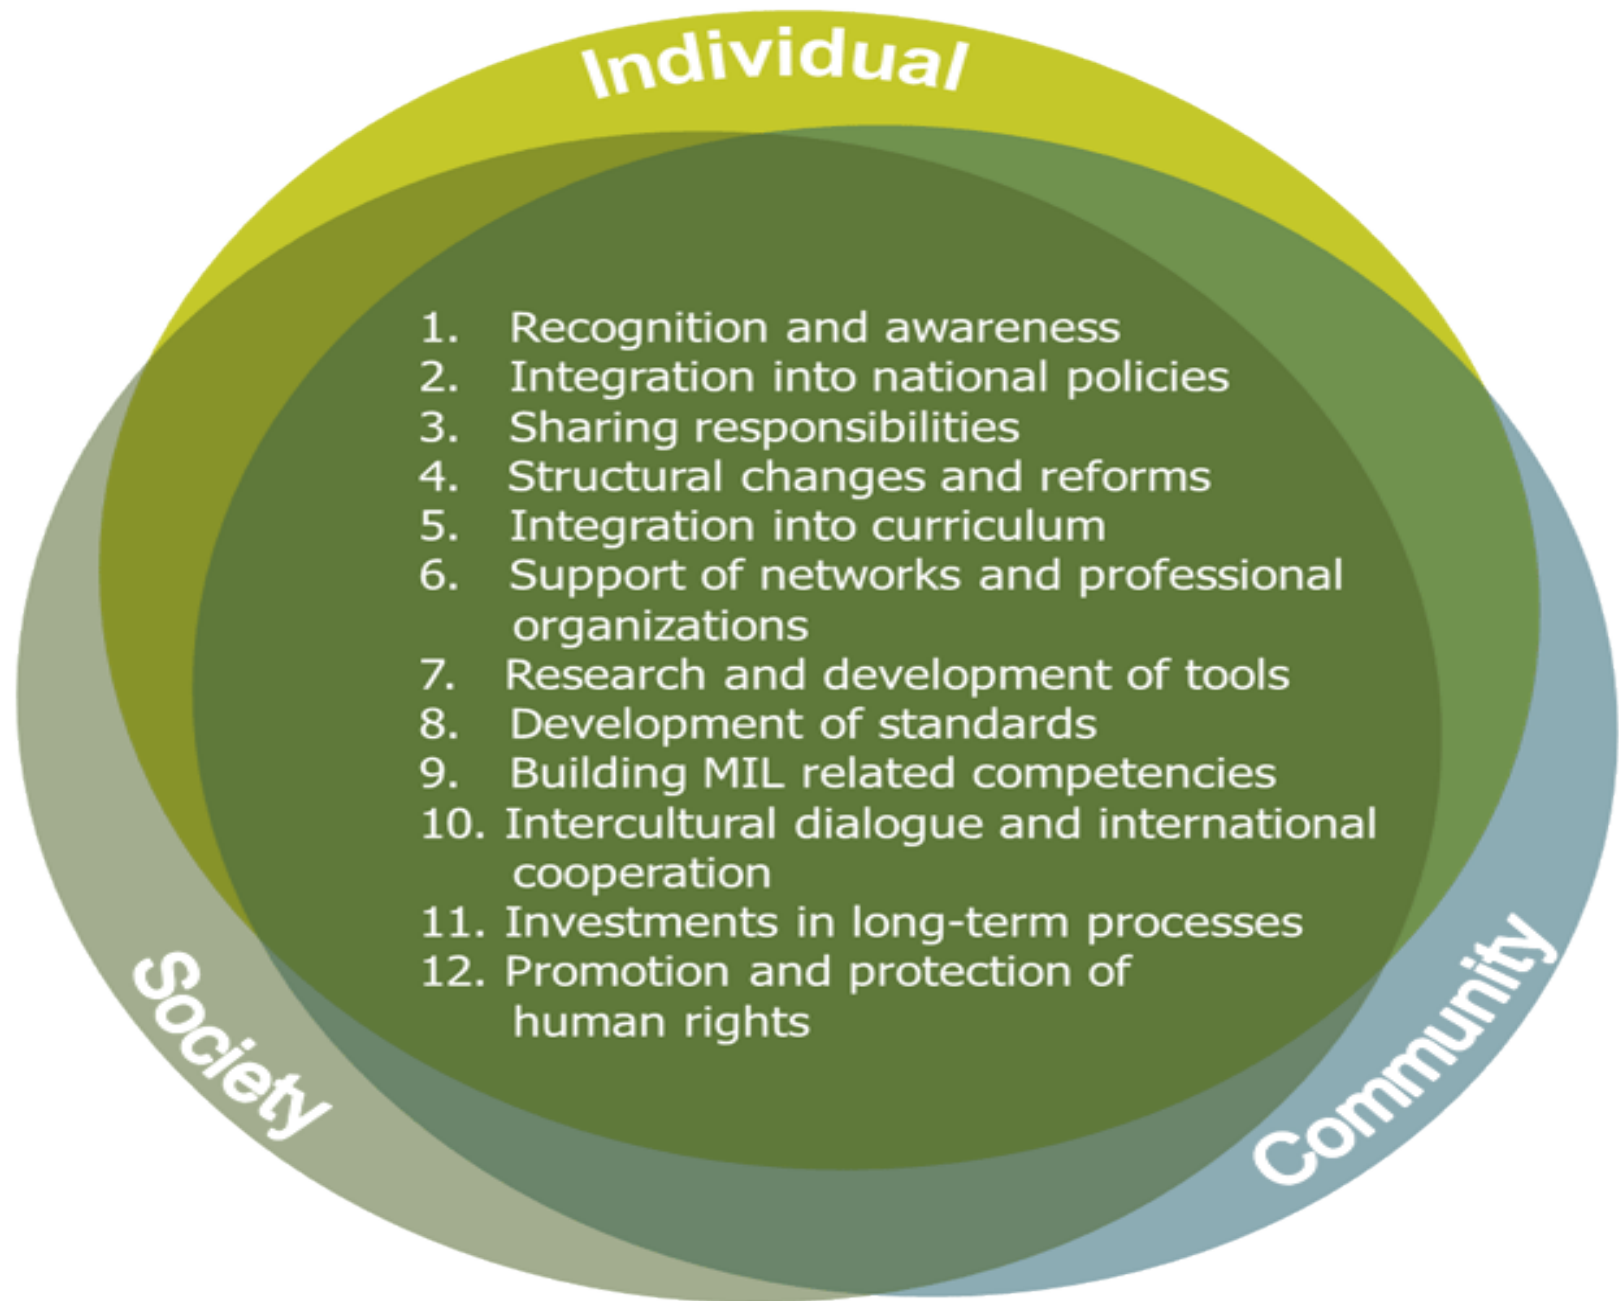 Individual
1. Recognition and awareness
2. Integration into national policies
3. Sharing responsibilities
4. Structural changes and reforms
5. Integration into curriculum
6. Support of networks and professional
organizations
7. Research and development of tools
8. Development of standards
9. Building MIL related competencies
10. Intercultural dialogue and international
cooperation
11. Investments in long-term processes
12. Promotion and protection of
human rights
Society
Community